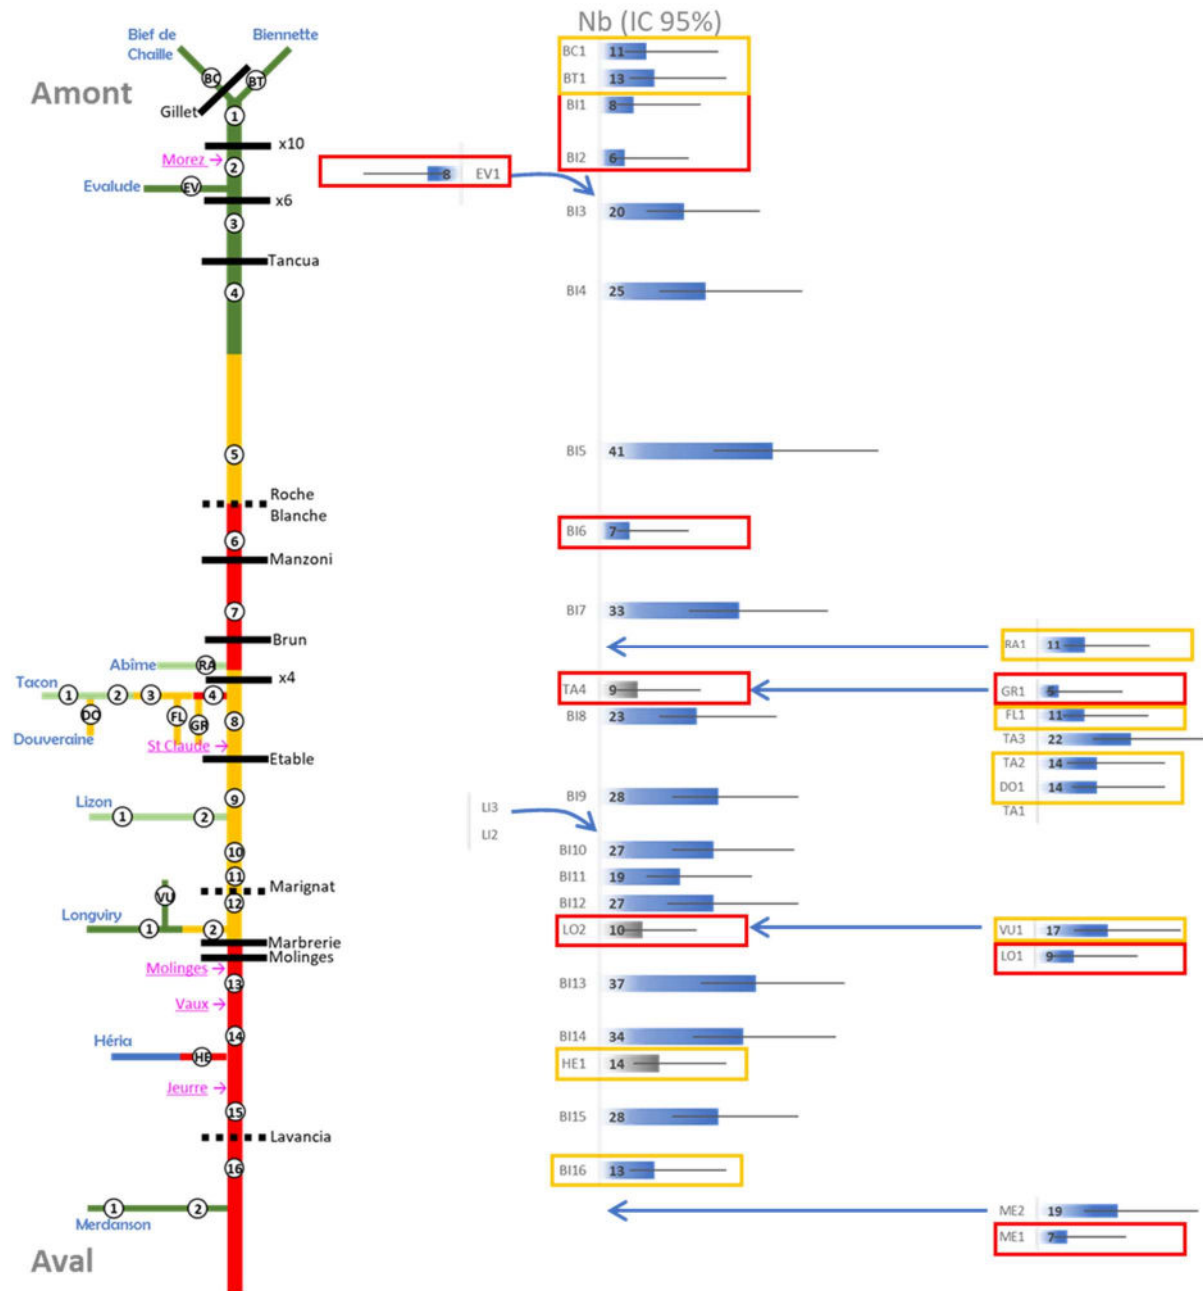 Nb (IC 95%)
Bief de
Chaille
Biennette
BC
BT
Amont
Gillet
1
x10
Morez →
2
Evalude
EV
x6
3
Tancua
4
5
Roche
Blanche
6
Manzoni
7
Brun
Abîme
RA
x4
Tacon
1
2
3
4
DO
FL
GR
8
Douveraine
St Claude →
Etable
9
Lizon
1
2
10
11
Marignat
VU
12
Longviry
1
2
Marbrerie
Molinges
Molinges →
13
Vaux →
14
Héria
HE
Jeurre →
15
Lavancia
16
1
2
Merdanson
Aval
BC1 11
BT1 13
BI1 8
BI2 6
8 EV1
BI3 20
BI4 25
BI5 41
BI6 7
BI7 33
TA4 9
BI8 23
BI9 28
LI3
LI2
BI10 27
BI11 19
BI12 27
LO2 10
BI13 37
BI14 34
HE1 14
BI15 28
BI16 13
RA1 11
GR1 5
FL1 11
TA3 22
TA2 14
DO1 14
TA1
VU1 17
LO1 9
ME2 19
ME1 7